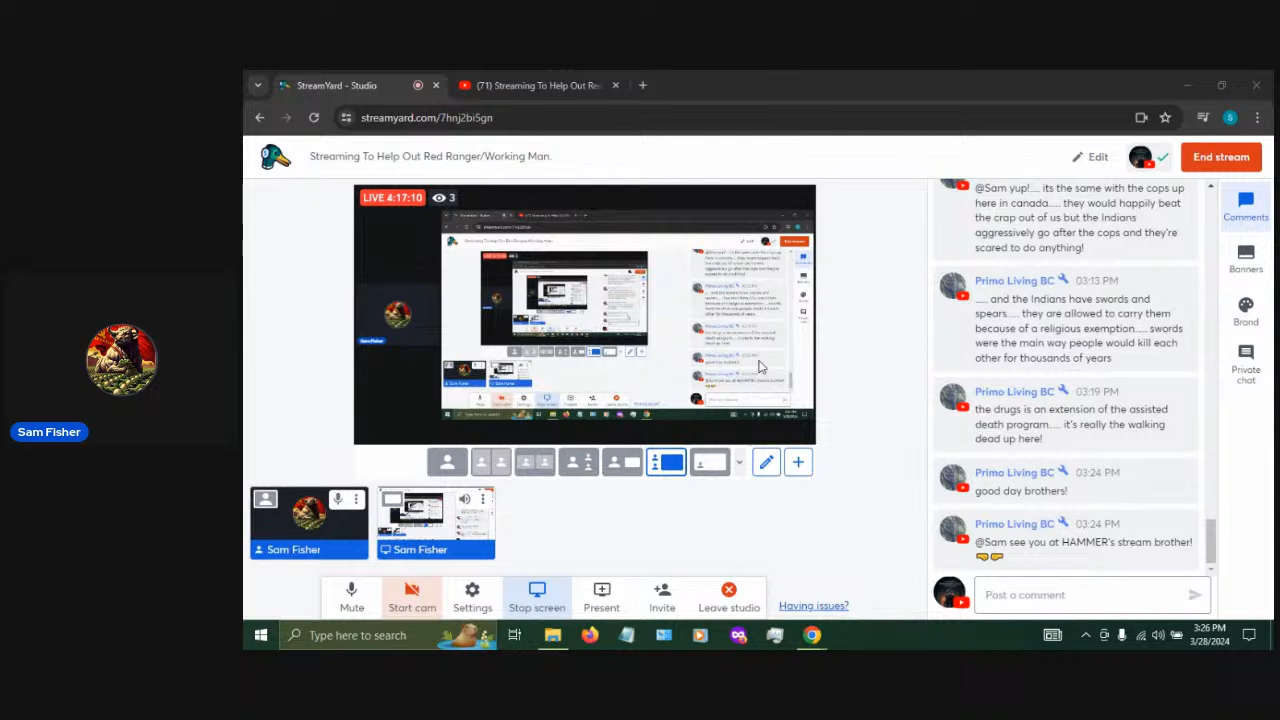 StreamYard - Studio
(71) Streaming To Help Out Re
streamyard.com/7hnj2bi5gn
S
Streaming To Help Out Red Ranger/Working Man.
Edit
End stream
LIVE 4:17:10
3
@Sam yup!.... its the same with the cops up
here in canada..... they would happily beat
the cap out of us but the Indians
aggressively go after the cops and they're
scared to do anything!
Primo Living BC 03:13 PM
..... and the Indians have swords and
spears..... they are allowed to carry them
because of a religious exemption..... swords
were the main way people would kill each
other for thousands of years
Primo Living BC 03:19 PM
the drugs is an extension of the assisted
death program..... it's really the walking
dead up here!
Primo Living BC 03:24 PM
good day brothers!
Primo Living BC 03:24 PM
@Sam see you at HAMMER's stream brother!
Post a comment
Comments
Banners
Brand
Private
chat
Sam Fisher
Sam Fisher
Sam Fisher
Mute
Start cam
Settings
Stop screen
Present
Invite
Leave studio
Having issues?
Type here to search
3:26 PM
3/28/2024